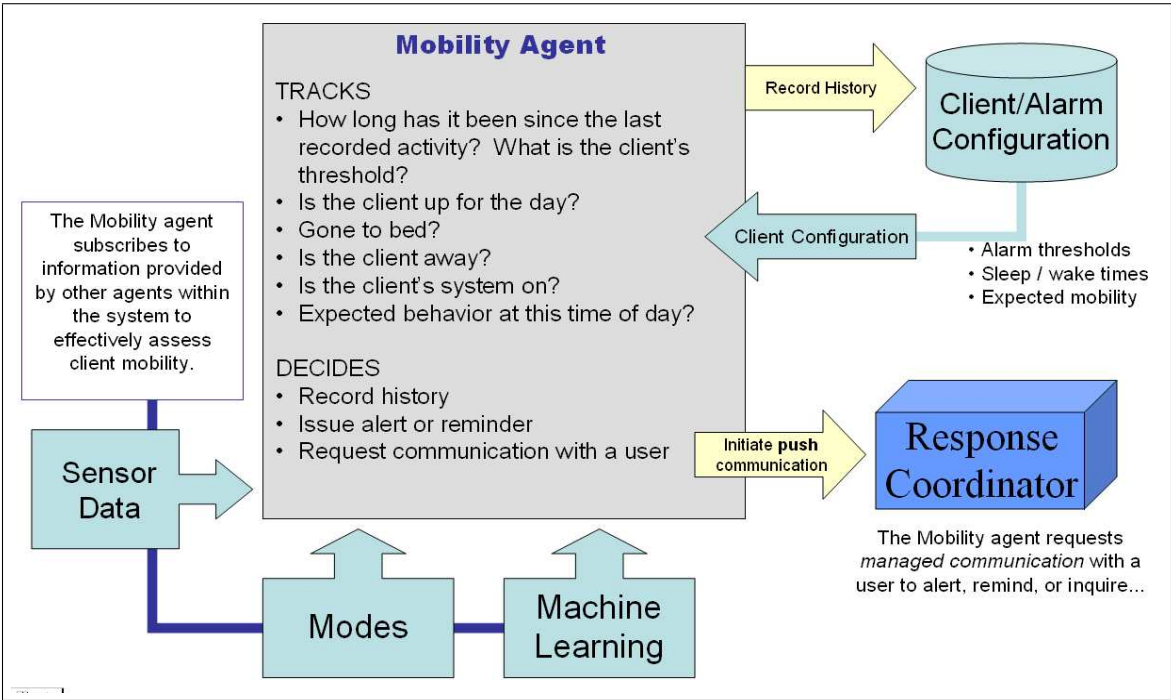 Mobility Agent
TRACKS
• How long has it been since the last
recorded activity? What is the client's
threshold?
• Is the client up for the day?
• Gone to bed?
• Is the client away?
• Is the client's system on?
• Expected behavior at this time of day?
DECIDES
• Record history
• Issue alert or reminder
• Request communication with a user
Record History
Client/Alarm
Configuration
Client Configuration
• Alarm thresholds
• Sleep / wake times
• Expected mobility
The Mobility agent
subscribes to
information provided
by other agents within
the system to
effectively assess
client mobility.
Sensor
Data
Modes
Machine
Learning
Initiate push
communication
Response
Coordinator
The Mobility agent requests
managed communication with a
user to alert, remind, or inquire...